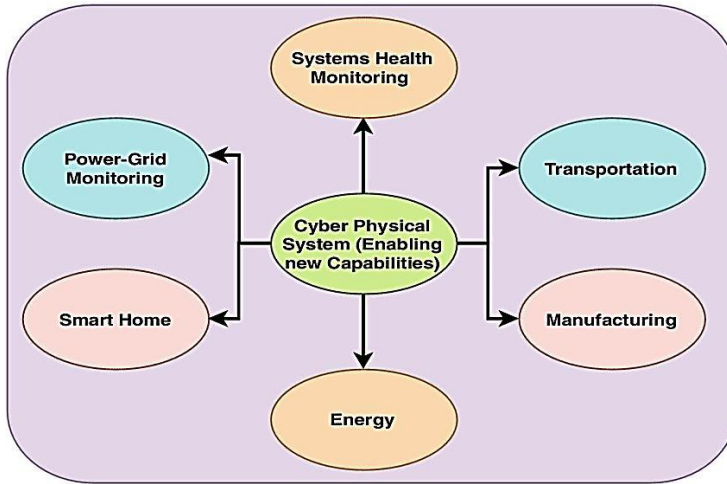 Systems Health
Monitoring
Power-Grid
Monitoring
Transportation
Cyber Physical
System (Enabling
new Capabilities)
Smart Home
Manufacturing
Energy